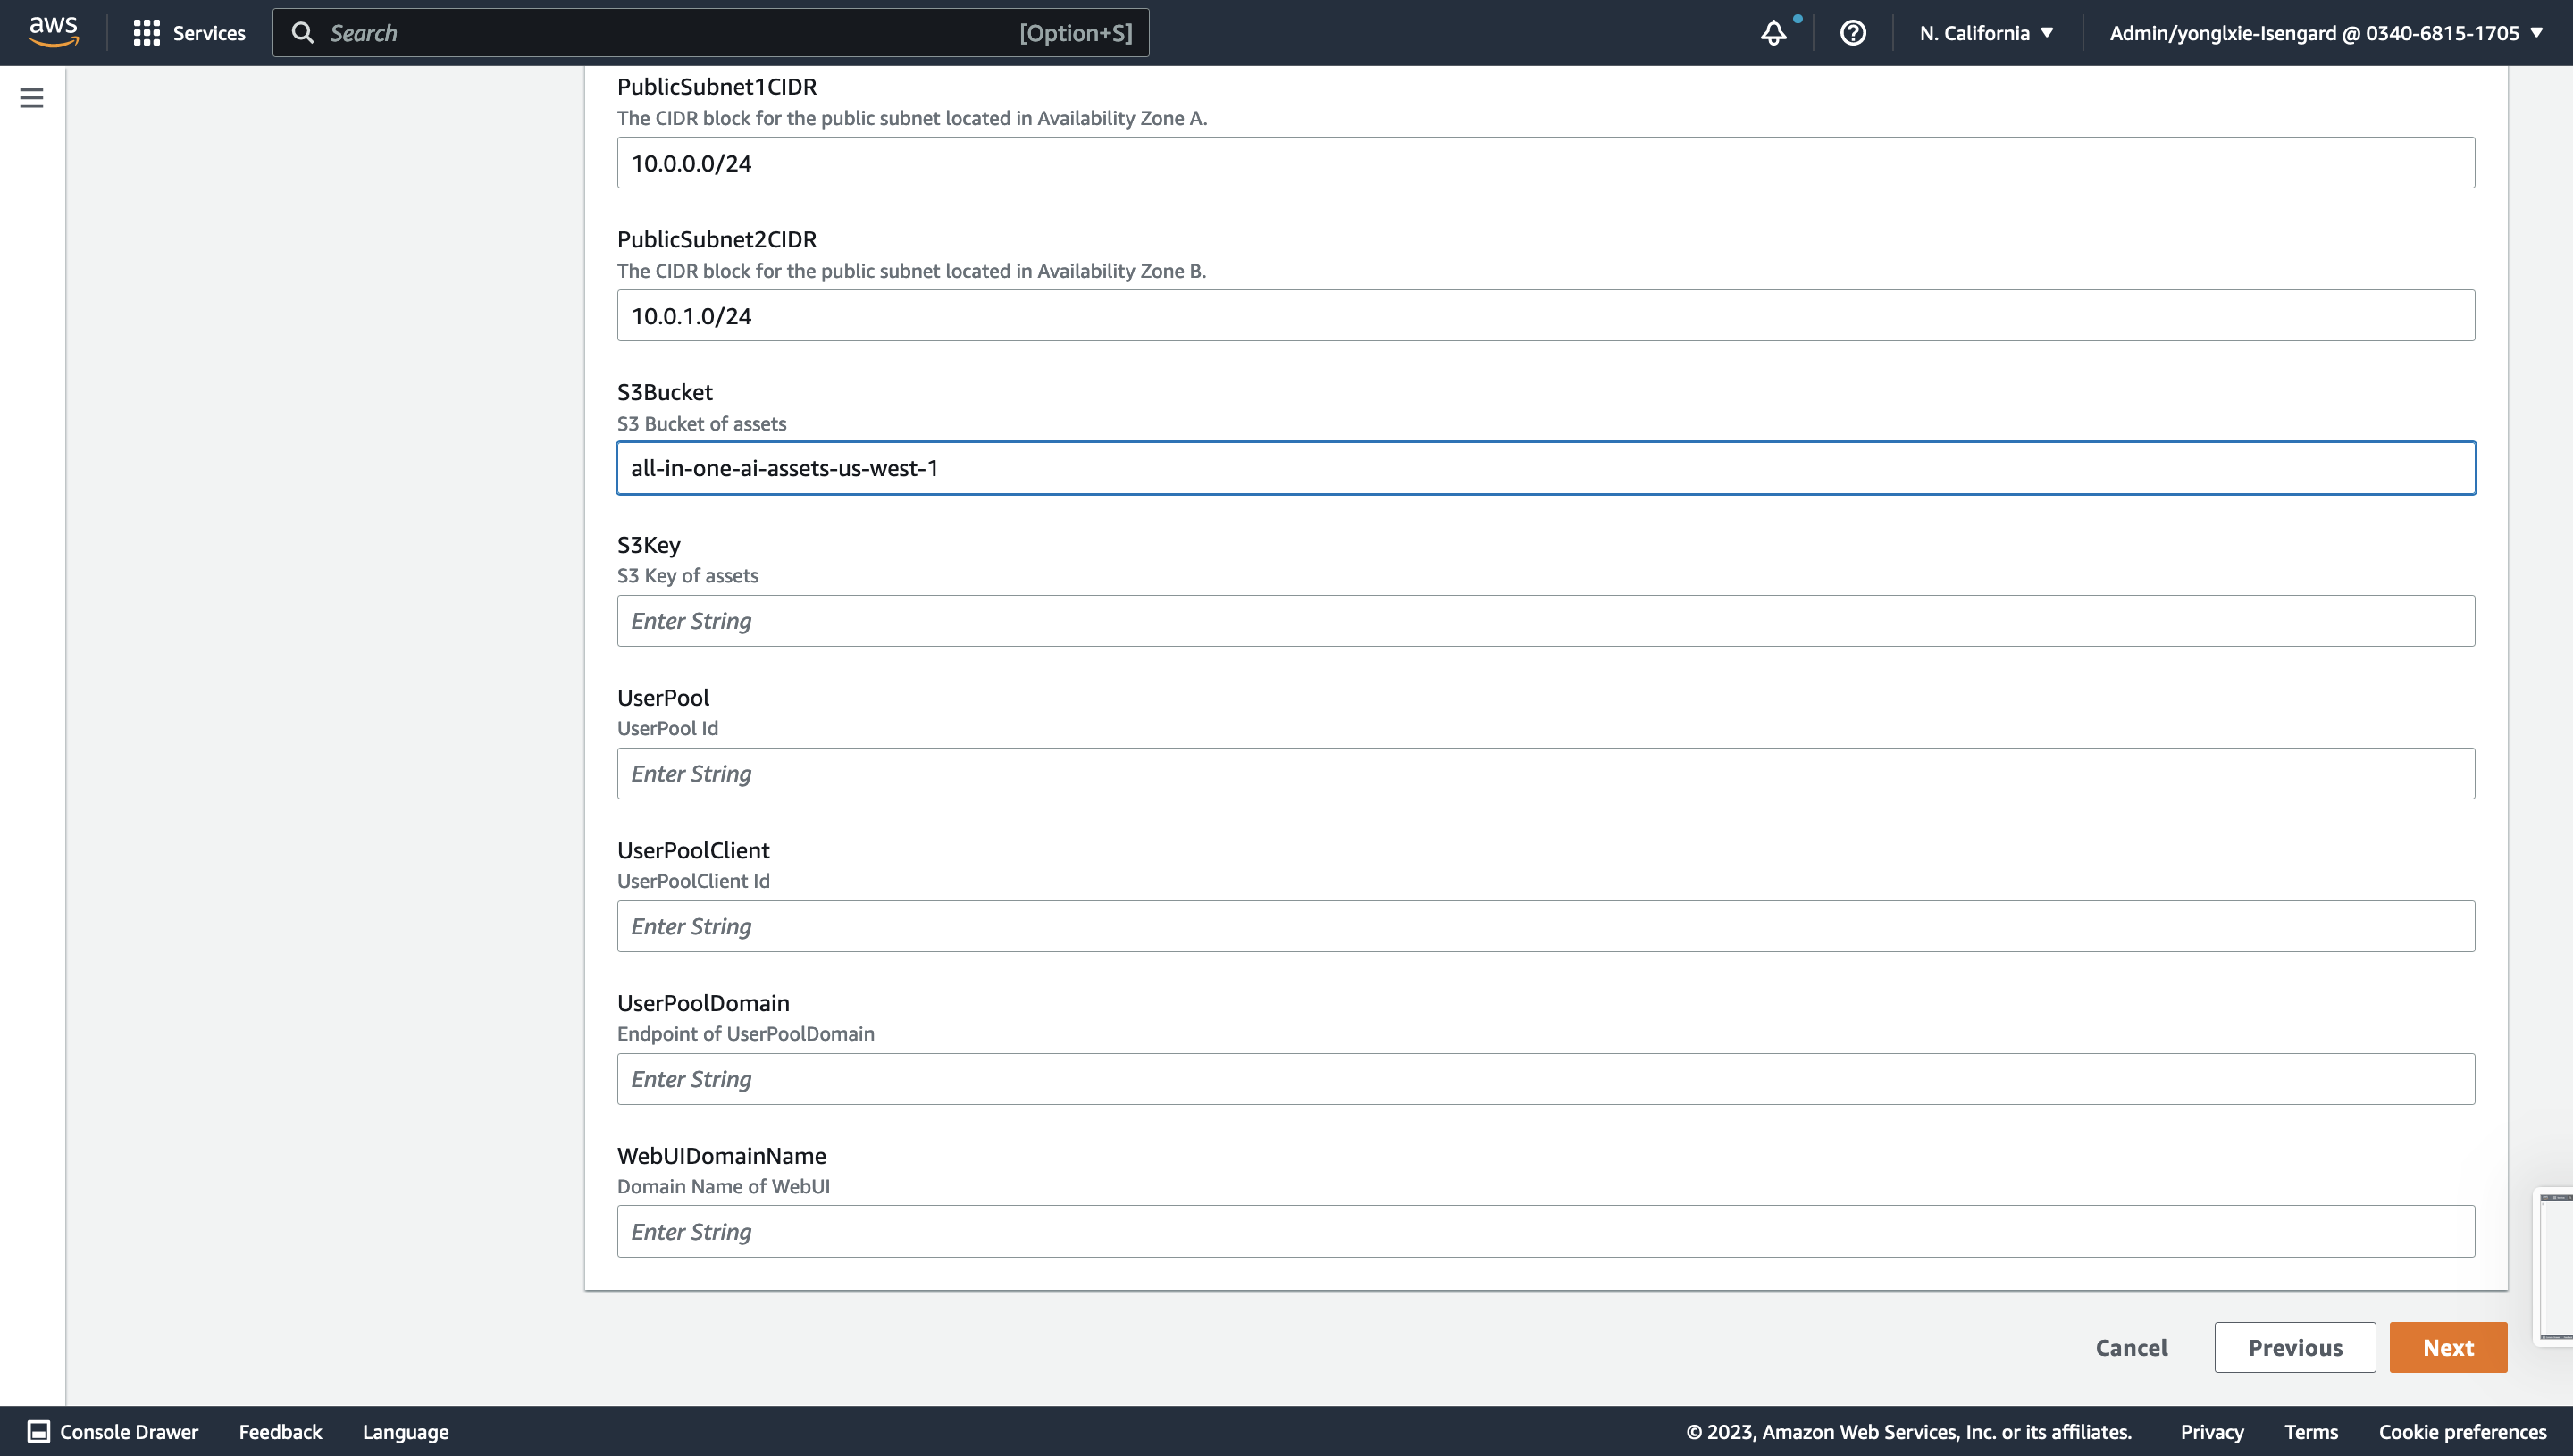 aws
Services
Search
[Option+S]
N. California
Admin/yonglxie-Isengard @ 0340-6815-1705
PublicSubnet1CIDR
The CIDR block for the public subnet located in Availability Zone A.
10.0.0.0/24
PublicSubnet2CIDR
The CIDR block for the public subnet located in Availability Zone B.
10.0.1.0/24
S3Bucket
S3 Bucket of assets
all-in-one-ai-assets-us-west-1
S3Key
S3 Key of assets
Enter String
UserPool
UserPool Id
Enter String
UserPoolClient
UserPoolClient Id
Enter String
UserPoolDomain
Endpoint of UserPoolDomain
Enter String
WebUIDomainName
Domain Name of WebUI
Enter String
Cancel
Previous
Next
Console Drawer
Feedback
Language
© 2023, Amazon Web Services, Inc. or its affiliates.
Privacy
Terms
Cookie preferences